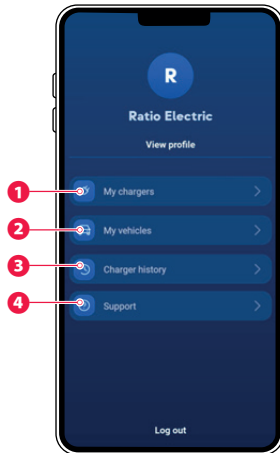 R
Ratio Electric
View profile
1 My chargers
2 My vehicles
3 Charger history
4 Support
Log out